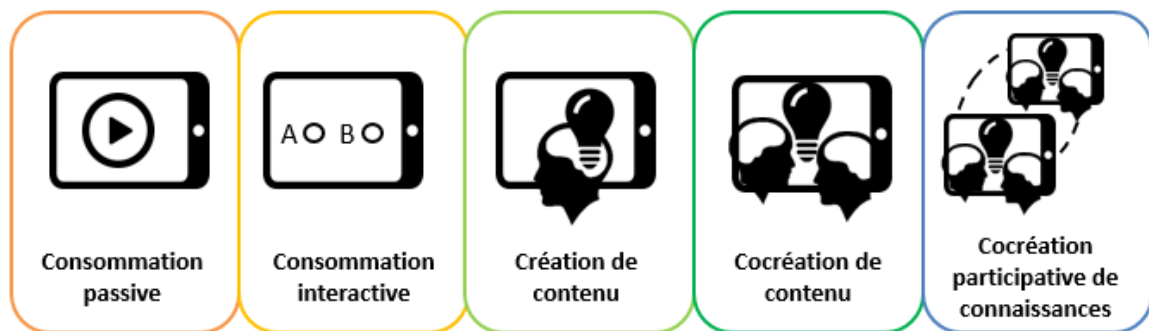 A B
Consommation
passive
Consommation
interactive
Création de
contenu
Cocréation de
contenu
Cocréation
participative de
connaissances